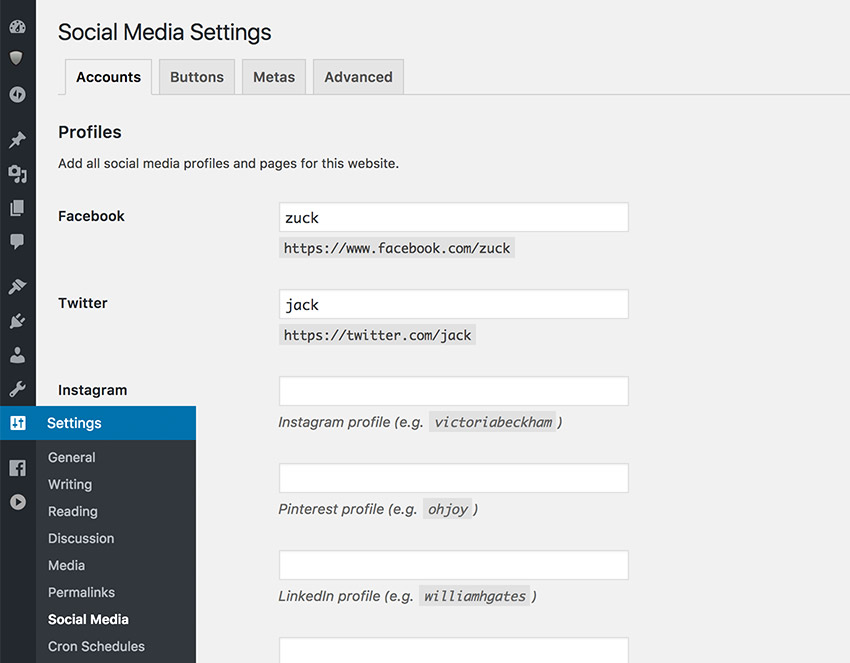 Social Media Settings
Accounts Buttons Metas Advanced
Profiles
Add all social media profiles and pages for this website.
Facebook
zuck
https://www.facebook.com/zuck
Twitter
jack
https://twitter.com/jack
Instagram
Instagram profile (e.g. victoriabeckham )
Pinterest profile (e.g. ohjoy )
LinkedIn profile (e.g. williamhgates )
Settings
General
Writing
Reading
Discussion
Media
Permalinks
Social Media
Cron Schedules